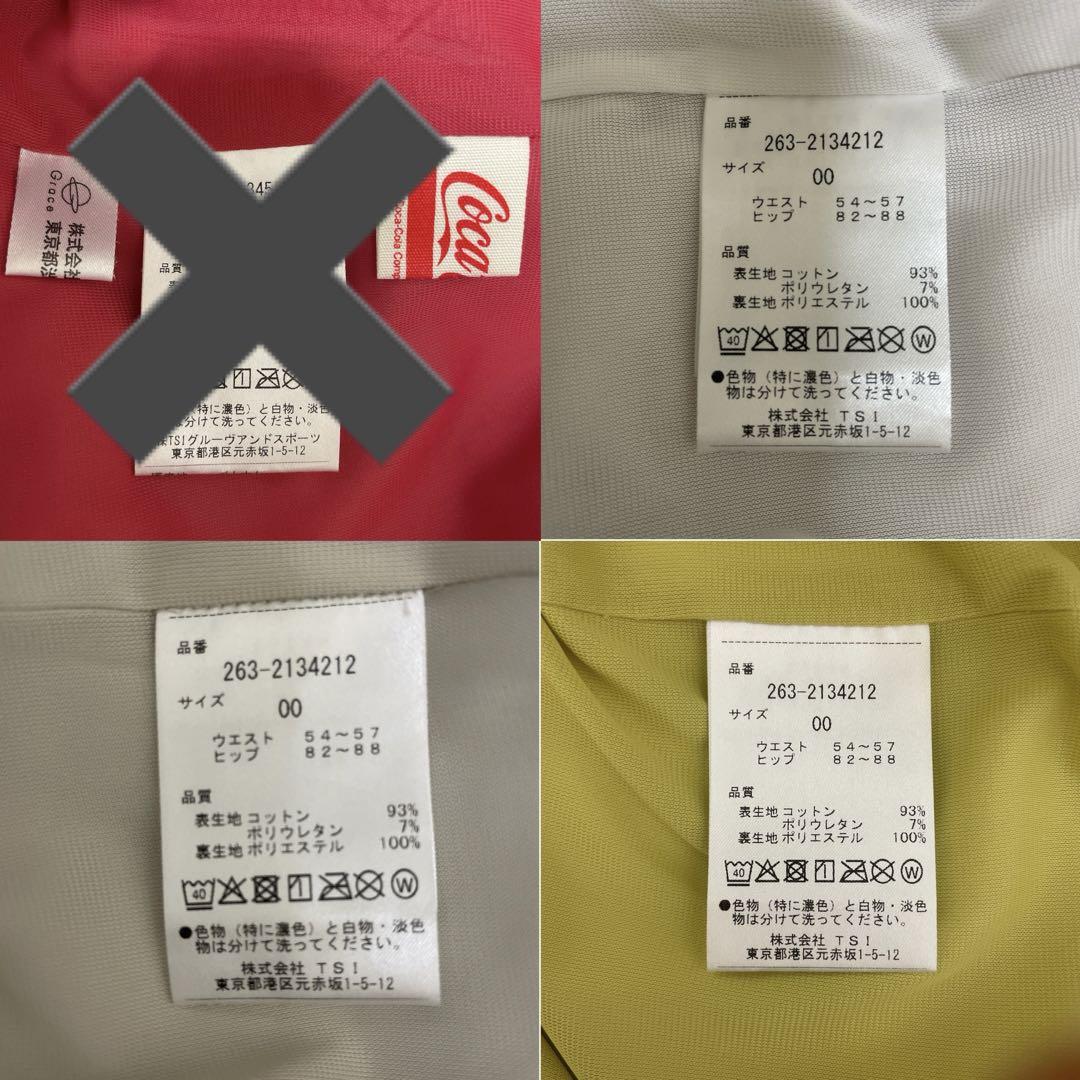 Grace
株式会社
東京都渋
345
品質
Coca
Coca-Cola Comp
特に濃色）と白物・淡色
は分けて洗ってください。
㈱TSIグルーヴアンドスポーツ
東京都港区元赤坂1-5-12
品番
263-2134212
サイズ
00
ウエスト 54～57
ヒップ 82～88
品質
表生地 コットン 93%
ポリウレタン 7%
裏生地 ポリエステル 100%
40 W
●色物（特に濃色）と白物・淡色
物は分けて洗ってください。
株式会社 TSI
東京都港区元赤坂1-5-12
品番
263-2134212
サイズ
00
ウエスト 54～57
ヒップ 82～88
品質
表生地 コットン 93%
ポリウレタン 7%
裏生地 ポリエステル 100%
40 W
●色物（特に濃色）と白物・淡色
物は分けて洗ってください。
株式会社 TSI
東京都港区元赤坂1-5-12
品番
263-2134212
サイズ
00
ウエスト 54～57
ヒップ 82～88
品質
表生地 コットン 93%
ポリウレタン 7%
裏生地 ポリエステル 100%
40 W
●色物（特に濃色）と白物・淡色
物は分けて洗ってください。
株式会社 TSI
東京都港区元赤坂1-5-12